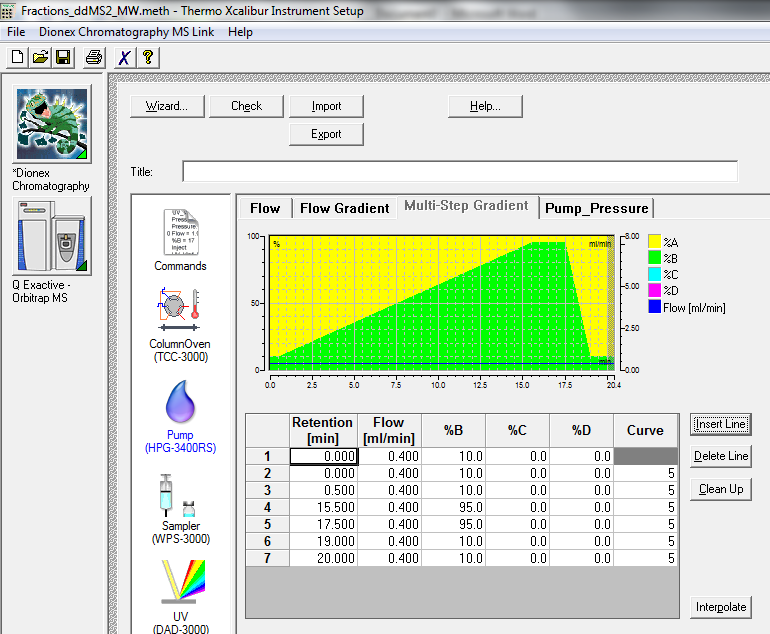 Fractions_ddMS2_MW.meth - Thermo Xcalibur Instrument Setup
File Dionex Chromatography MS Link Help
Wizard... Check Import Help...
Export
Title:
*Dionex
Chromatography
Q Exactive -
Orbitrap MS
Commands
ColumnOven
(TCC-3000)
Pump
(HPG-3400RS)
Sampler
(WPS-3000)
UV
(DAD-3000)
Flow Flow Gradient Multi-Step Gradient Pump_Pressure
100 % ml/min 8.00
50 5.00
2.50
0 min 0.00
0.0 2.5 5.0 7.5 10.0 12.5 15.0 17.5 20.4
%A
%B
%C
%D
Flow [ml/min]
Retention [min] Flow [ml/min] %B %C %D Curve
1 0.000 0.400 10.0 0.0 0.0
2 0.000 0.400 10.0 0.0 0.0 5
3 0.500 0.400 10.0 0.0 0.0 5
4 15.500 0.400 95.0 0.0 0.0 5
5 17.500 0.400 95.0 0.0 0.0 5
6 19.000 0.400 10.0 0.0 0.0 5
7 20.000 0.400 10.0 0.0 0.0 5
Insert Line
Delete Line
Clean Up
Interpolate